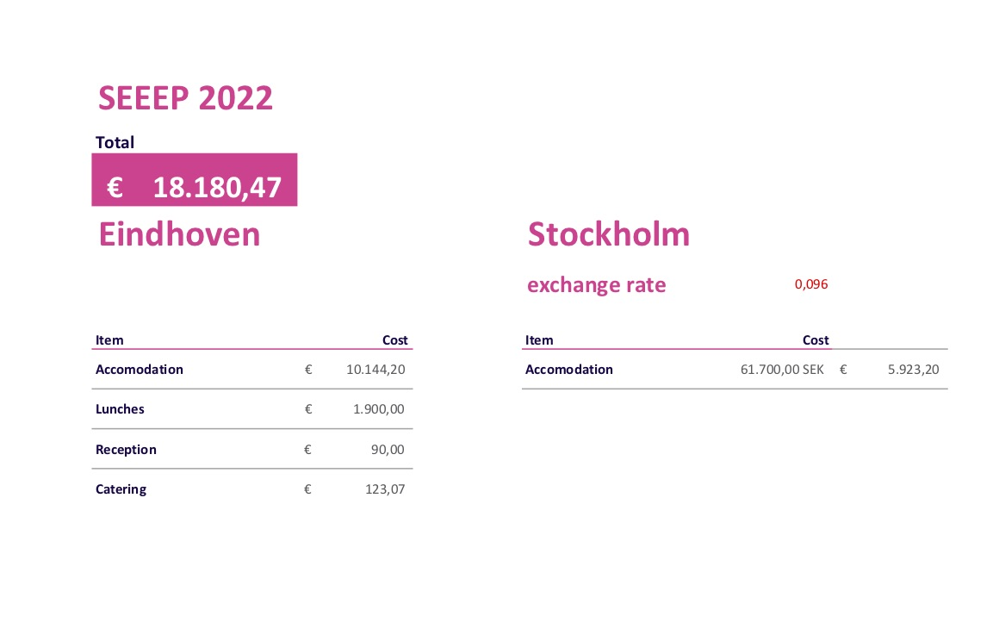 SEEEP 2022
Total
€ 18.180,47
Eindhoven
Stockholm
exchange rate 0,096
Item Cost
Accomodation € 10.144,20
Lunches € 1.900,00
Reception € 90,00
Catering € 123,07
Item Cost
Accomodation 61.700,00 SEK € 5.923,20